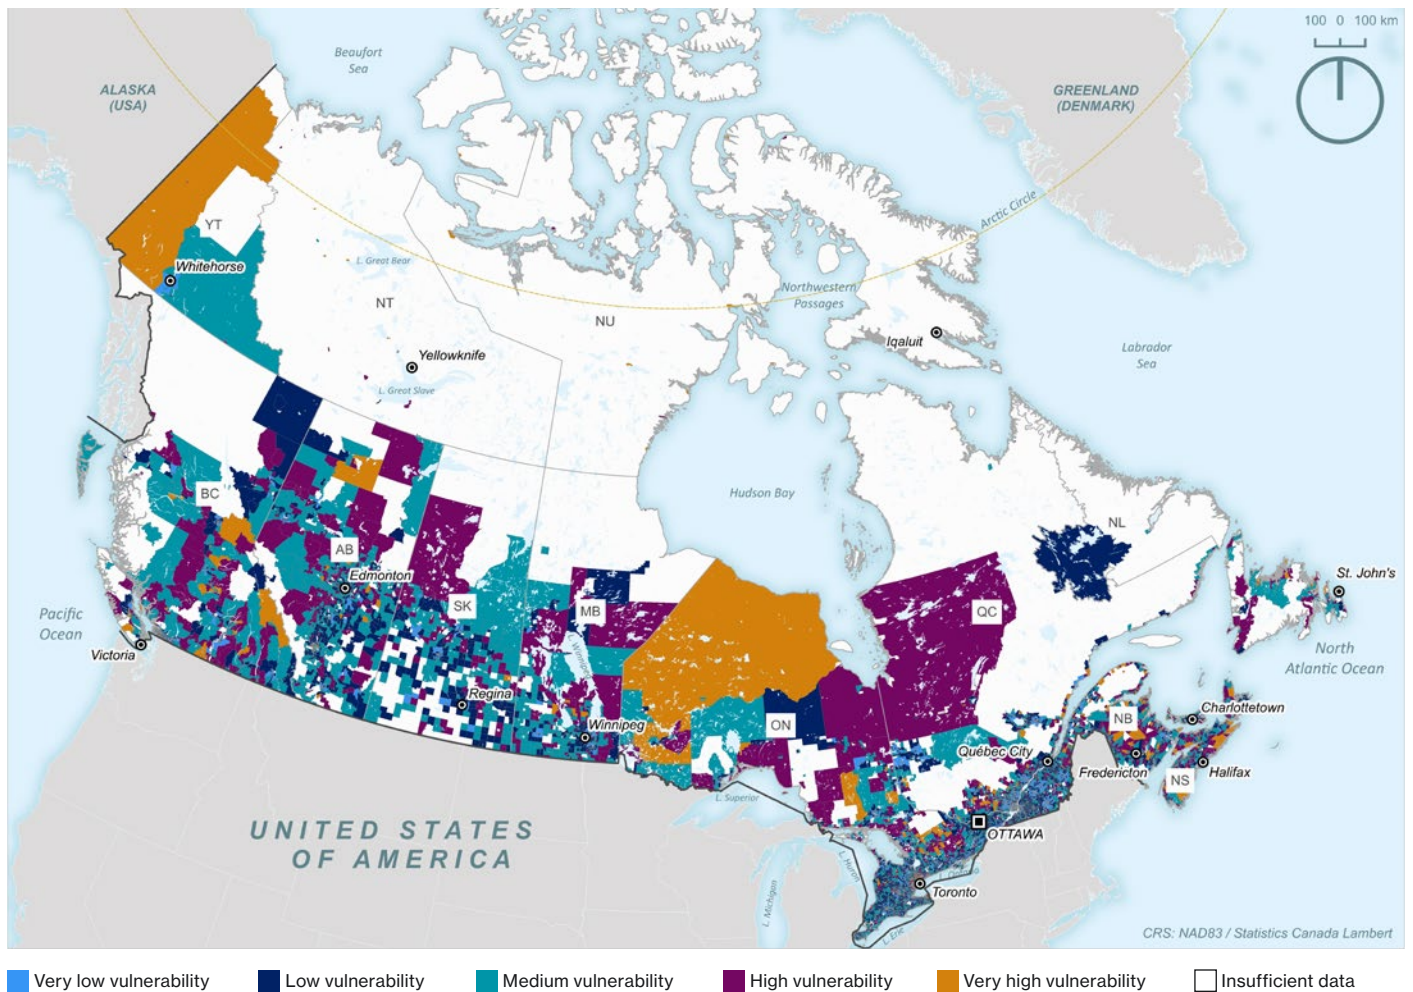 100 0 100 km
Beaufort
Sea
ALASKA
(USA)
GREENLAND
(DENMARK)
Arctic Circle
YT
Whitehorse
L. Great Bear
NT
NU
Northwestern
Passages
Iqaluit
Yellowknife
L. Great Slave
Labrador
Sea
BC
Hudson Bay
NL
AB
Edmonton
St. John's
SK
MB
QC
Pacific
Ocean
Victoria
North
Atlantic Ocean
Regina
Winnipeg
ON
NB
Charlottetown
Québec City
Fredericton
Halifax
NS
L. Superior
UNITED STATES
OF AMERICA
OTTAWA
L. Huron
L. Ontario
Toronto
L. Michigan
L. Erie
CRS: NAD83 / Statistics Canada Lambert
Very low vulnerability
Low vulnerability
Medium vulnerability
High vulnerability
Very high vulnerability
Insufficient data